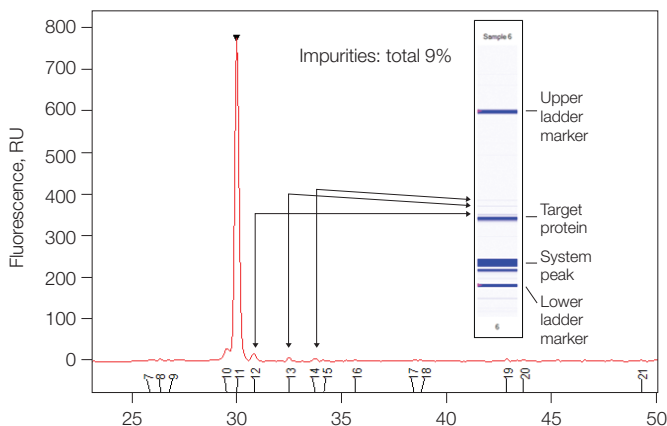 800
700
600
500
400
300
200
100
0
Fluorescence, RU
Impurities: total 9%
Sample 6
Upper
ladder
marker
Target
protein
System
peak
Lower
ladder
marker
6
7 8 9 10 11 12 13 14 15 16 17 18 19 20 21
25 30 35 40 45 50